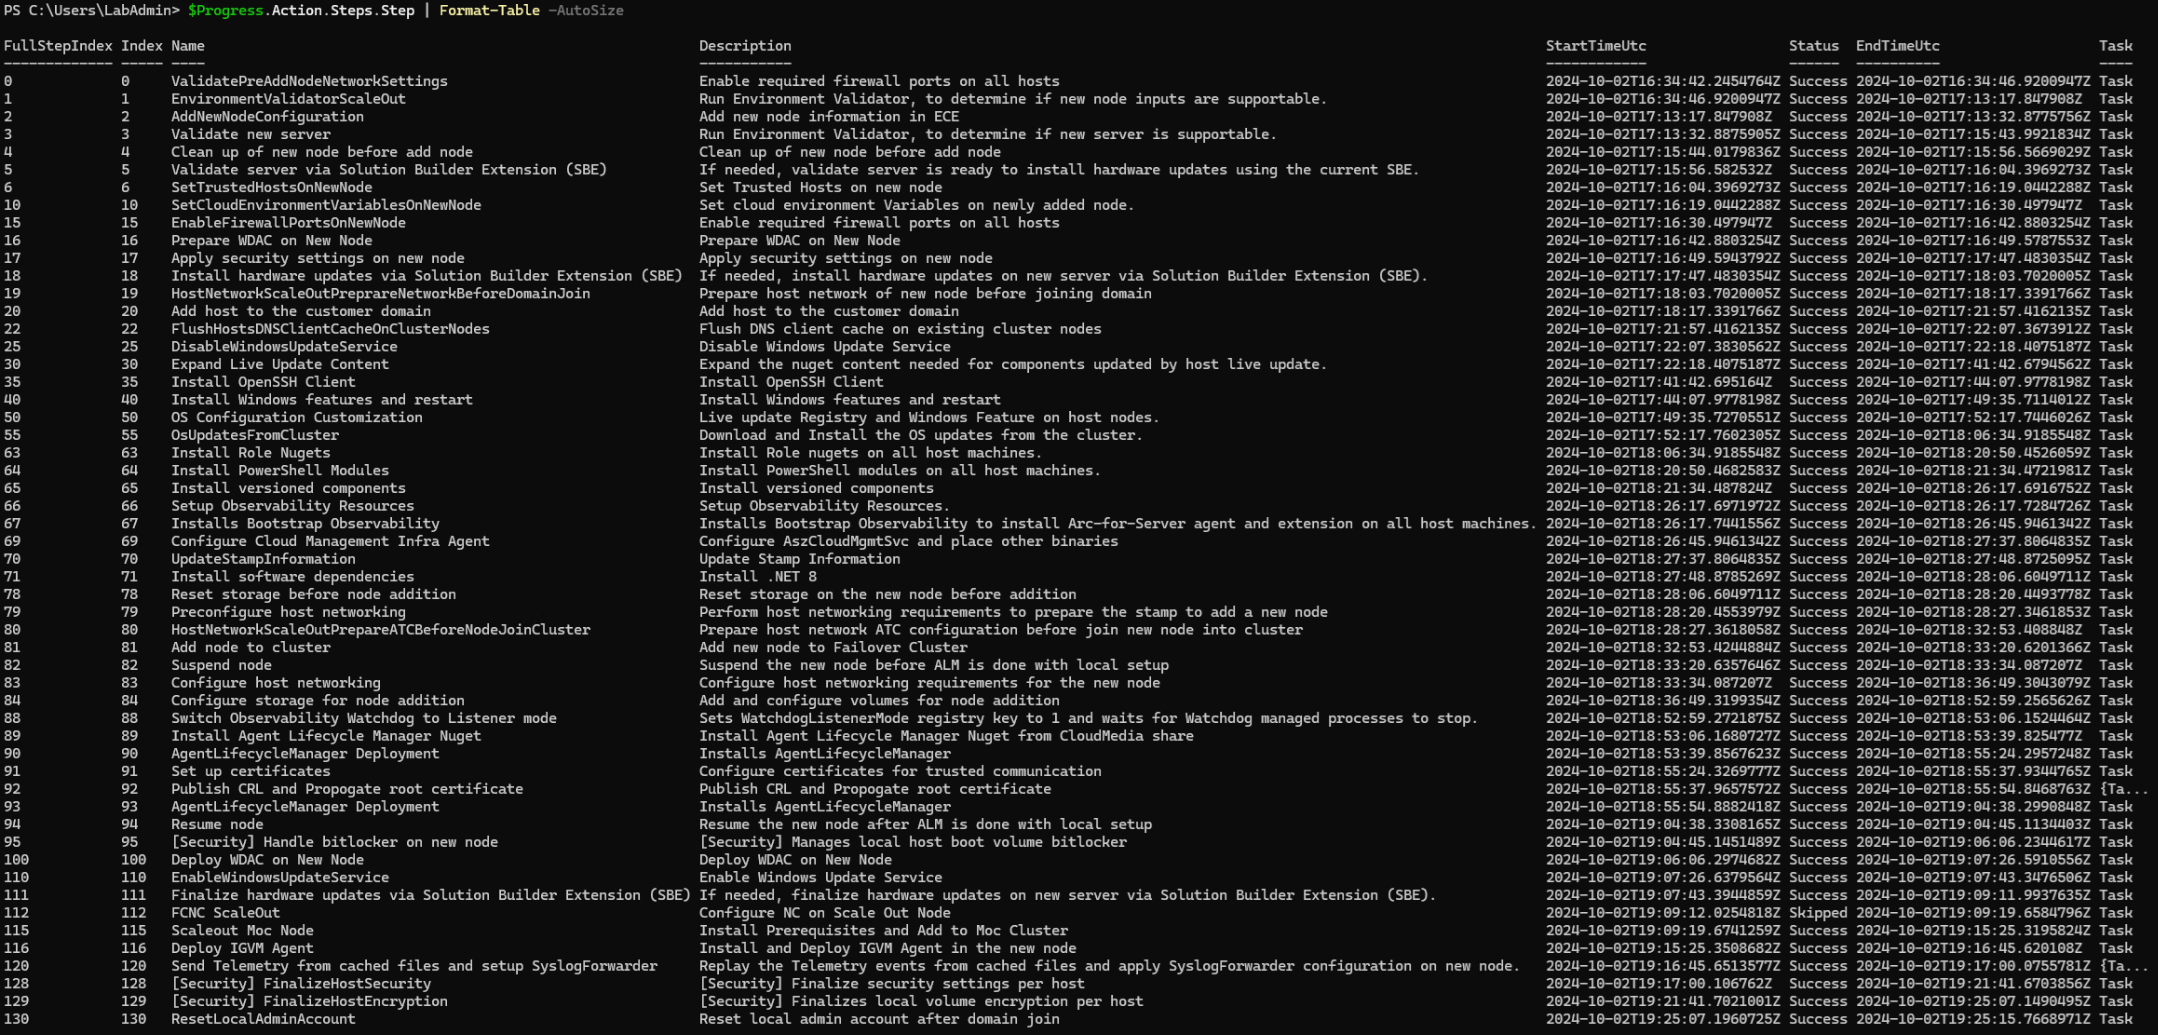 PS C:\Users\LabAdmin> $Progress.Action.Steps.Step | Format-Table -AutoSize
FullStepIndex Index Name Description StartTimeUtc Status EndTimeUtc Task
------------- ----- ---- ----------- ------------ ------ ---------- ----
0 0 ValidatePreAddNodeNetworkSettings Enable required firewall ports on all hosts 2024-10-02T16:34:42.2454764Z Success 2024-10-02T16:34:46.9200947Z Task
1 1 EnvironmentValidatorScaleOut Run Environment Validator, to determine if new node inputs are supportable. 2024-10-02T16:34:46.9200947Z Success 2024-10-02T17:13:17.847908Z Task
2 2 AddNewNodeConfiguration Add new node information in ECE 2024-10-02T17:13:17.847908Z Success 2024-10-02T17:13:32.8775756Z Task
3 3 Validate new server Run Environment Validator, to determine if new server is supportable. 2024-10-02T17:13:32.8875905Z Success 2024-10-02T17:15:43.9921834Z Task
4 4 Clean up of new node before add node Clean up of new node before add node 2024-10-02T17:15:44.0179836Z Success 2024-10-02T17:15:56.5669029Z Task
5 5 Validate server via Solution Builder Extension (SBE) If needed, validate server is ready to install hardware updates using the current SBE. 2024-10-02T17:15:56.582532Z Success 2024-10-02T17:16:04.3969273Z Task
6 6 SetTrustedHostsOnNewNode Set Trusted Hosts on new node 2024-10-02T17:16:04.3969273Z Success 2024-10-02T17:16:19.0442288Z Task
10 10 SetCloudEnvironmentVariablesOnNewNode Set cloud environment Variables on newly added node. 2024-10-02T17:16:19.0442288Z Success 2024-10-02T17:16:30.497947Z Task
15 15 EnableFirewallPortsOnNewNode Enable required firewall ports on all hosts 2024-10-02T17:16:30.497947Z Success 2024-10-02T17:16:42.8803254Z Task
16 16 Prepare WDAC on New Node Prepare WDAC on New Node 2024-10-02T17:16:42.8803254Z Success 2024-10-02T17:16:49.5787553Z Task
17 17 Apply security settings on new node Apply security settings on new node 2024-10-02T17:16:49.5943792Z Success 2024-10-02T17:17:47.4830354Z Task
18 18 Install hardware updates via Solution Builder Extension (SBE) If needed, install hardware updates on new server via Solution Builder Extension (SBE). 2024-10-02T17:17:47.4830354Z Success 2024-10-02T17:18:03.7020005Z Task
19 19 HostNetworkScaleOutPreprareNetworkBeforeDomainJoin Prepare host network of new node before joining domain 2024-10-02T17:18:03.7020005Z Success 2024-10-02T17:18:17.3391766Z Task
20 20 Add host to the customer domain Add host to the customer domain 2024-10-02T17:18:17.3391766Z Success 2024-10-02T17:21:57.4162135Z Task
22 22 FlushHostsDNSClientCacheOnClusterNodes Flush DNS client cache on existing cluster nodes 2024-10-02T17:21:57.4162135Z Success 2024-10-02T17:22:07.3673912Z Task
25 25 DisableWindowsUpdateService Disable Windows Update Service 2024-10-02T17:22:07.3830562Z Success 2024-10-02T17:22:18.4075187Z Task
30 30 Expand Live Update Content Expand the nuget content needed for components updated by host live update. 2024-10-02T17:22:18.4075187Z Success 2024-10-02T17:41:42.6794562Z Task
35 35 Install OpenSSH Client Install OpenSSH Client 2024-10-02T17:41:42.695164Z Success 2024-10-02T17:44:07.9778198Z Task
40 40 Install Windows features and restart Install Windows features and restart 2024-10-02T17:44:07.9778198Z Success 2024-10-02T17:49:35.7114012Z Task
50 50 OS Configuration Customization Live update Registry and Windows Feature on host nodes. 2024-10-02T17:49:35.7270551Z Success 2024-10-02T17:52:17.7446026Z Task
55 55 OsUpdatesFromCluster Download and Install the OS updates from the cluster. 2024-10-02T17:52:17.7602305Z Success 2024-10-02T18:06:34.9185548Z Task
63 63 Install Role Nugets Install Role nugets on all host machines. 2024-10-02T18:06:34.9185548Z Success 2024-10-02T18:20:50.4526059Z Task
64 64 Install PowerShell Modules Install PowerShell modules on all host machines. 2024-10-02T18:20:50.4682583Z Success 2024-10-02T18:21:34.4721981Z Task
65 65 Install versioned components Install versioned components 2024-10-02T18:21:34.487824Z Success 2024-10-02T18:26:17.6916752Z Task
66 66 Setup Observability Resources Setup Observability Resources. 2024-10-02T18:26:17.6971972Z Success 2024-10-02T18:26:17.7284726Z Task
67 67 Installs Bootstrap Observability Installs Bootstrap Observability to install Arc-for-Server agent and extension on all host machines. 2024-10-02T18:26:17.7441556Z Success 2024-10-02T18:26:45.9461342Z Task
69 69 Configure Cloud Management Infra Agent Configure AszCloudMgmtSvc and place other binaries 2024-10-02T18:26:45.9461342Z Success 2024-10-02T18:27:37.8064835Z Task
70 70 UpdateStampInformation Update Stamp Information 2024-10-02T18:27:37.8064835Z Success 2024-10-02T18:27:48.8725095Z Task
71 71 Install software dependencies Install .NET 8 2024-10-02T18:27:48.8785269Z Success 2024-10-02T18:28:06.6049711Z Task
78 78 Reset storage before node addition Reset storage on the new node before addition 2024-10-02T18:28:06.6049711Z Success 2024-10-02T18:28:20.4493778Z Task
79 79 Preconfigure host networking Perform host networking requirements to prepare the stamp to add a new node 2024-10-02T18:28:20.4553979Z Success 2024-10-02T18:28:27.3461853Z Task
80 80 HostNetworkScaleOutPrepareATCBeforeNodeJoinCluster Prepare host network ATC configuration before join new node into cluster 2024-10-02T18:28:27.3618058Z Success 2024-10-02T18:32:53.408848Z Task
81 81 Add node to cluster Add new node to Failover Cluster 2024-10-02T18:32:53.4244884Z Success 2024-10-02T18:33:20.6201366Z Task
82 82 Suspend node Suspend the new node before ALM is done with local setup 2024-10-02T18:33:20.6357646Z Success 2024-10-02T18:33:34.087207Z Task
83 83 Configure host networking Configure host networking requirements for the new node 2024-10-02T18:33:34.087207Z Success 2024-10-02T18:36:49.3043079Z Task
84 84 Configure storage for node addition Add and configure volumes for node addition 2024-10-02T18:36:49.3199354Z Success 2024-10-02T18:52:59.2565626Z Task
88 88 Switch Observability Watchdog to Listener mode Sets WatchdogListenerMode registry key to 1 and waits for Watchdog managed processes to stop. 2024-10-02T18:52:59.2721875Z Success 2024-10-02T18:53:06.1524464Z Task
89 89 Install Agent Lifecycle Manager Nuget Install Agent Lifecycle Manager Nuget from CloudMedia share 2024-10-02T18:53:06.1680727Z Success 2024-10-02T18:53:39.825477Z Task
90 90 AgentLifecycleManager Deployment Installs AgentLifecycleManager 2024-10-02T18:53:39.8567623Z Success 2024-10-02T18:55:24.2957248Z Task
91 91 Set up certificates Configure certificates for trusted communication 2024-10-02T18:55:24.3269777Z Success 2024-10-02T18:55:37.9344765Z Task
92 92 Publish CRL and Propogate root certificate Publish CRL and Propogate root certificate 2024-10-02T18:55:37.9657572Z Success 2024-10-02T18:55:54.8468763Z {Ta...
93 93 AgentLifecycleManager Deployment Installs AgentLifecycleManager 2024-10-02T18:55:54.8882418Z Success 2024-10-02T19:04:38.2990848Z Task
94 94 Resume node Resume the new node after ALM is done with local setup 2024-10-02T19:04:38.3308165Z Success 2024-10-02T19:04:45.1134403Z Task
95 95 [Security] Handle bitlocker on new node [Security] Manages local host boot volume bitlocker 2024-10-02T19:04:45.1451489Z Success 2024-10-02T19:06:06.2344617Z Task
100 100 Deploy WDAC on New Node Deploy WDAC on New Node 2024-10-02T19:06:06.2974682Z Success 2024-10-02T19:07:26.5910556Z Task
110 110 EnableWindowsUpdateService Enable Windows Update Service 2024-10-02T19:07:26.6379564Z Success 2024-10-02T19:07:43.3476506Z Task
111 111 Finalize hardware updates via Solution Builder Extension (SBE) If needed, finalize hardware updates on new server via Solution Builder Extension (SBE). 2024-10-02T19:07:43.3944859Z Success 2024-10-02T19:09:11.9937635Z Task
112 112 FCNC ScaleOut Configure NC on Scale Out Node 2024-10-02T19:09:12.0254818Z Skipped 2024-10-02T19:09:19.6584796Z Task
115 115 Scaleout Moc Node Install Prerequisites and Add to Moc Cluster 2024-10-02T19:09:19.6741259Z Success 2024-10-02T19:15:25.3195824Z Task
116 116 Deploy IGVM Agent Install and Deploy IGVM Agent in the new node 2024-10-02T19:15:25.3508682Z Success 2024-10-02T19:16:45.620108Z Task
120 120 Send Telemetry from cached files and setup SyslogForwarder Replay the Telemetry events from cached files and apply SyslogForwarder configuration on new node. 2024-10-02T19:16:45.6513577Z Success 2024-10-02T19:17:00.0755781Z {Ta...
128 128 [Security] FinalizeHostSecurity [Security] Finalize security settings per host 2024-10-02T19:17:00.106762Z Success 2024-10-02T19:21:41.6703856Z Task
129 129 [Security] FinalizeHostEncryption [Security] Finalizes local volume encryption per host 2024-10-02T19:21:41.7021001Z Success 2024-10-02T19:25:07.1490495Z Task
130 130 ResetLocalAdminAccount Reset local admin account after domain join 2024-10-02T19:25:07.1960725Z Success 2024-10-02T19:25:15.7668971Z Task